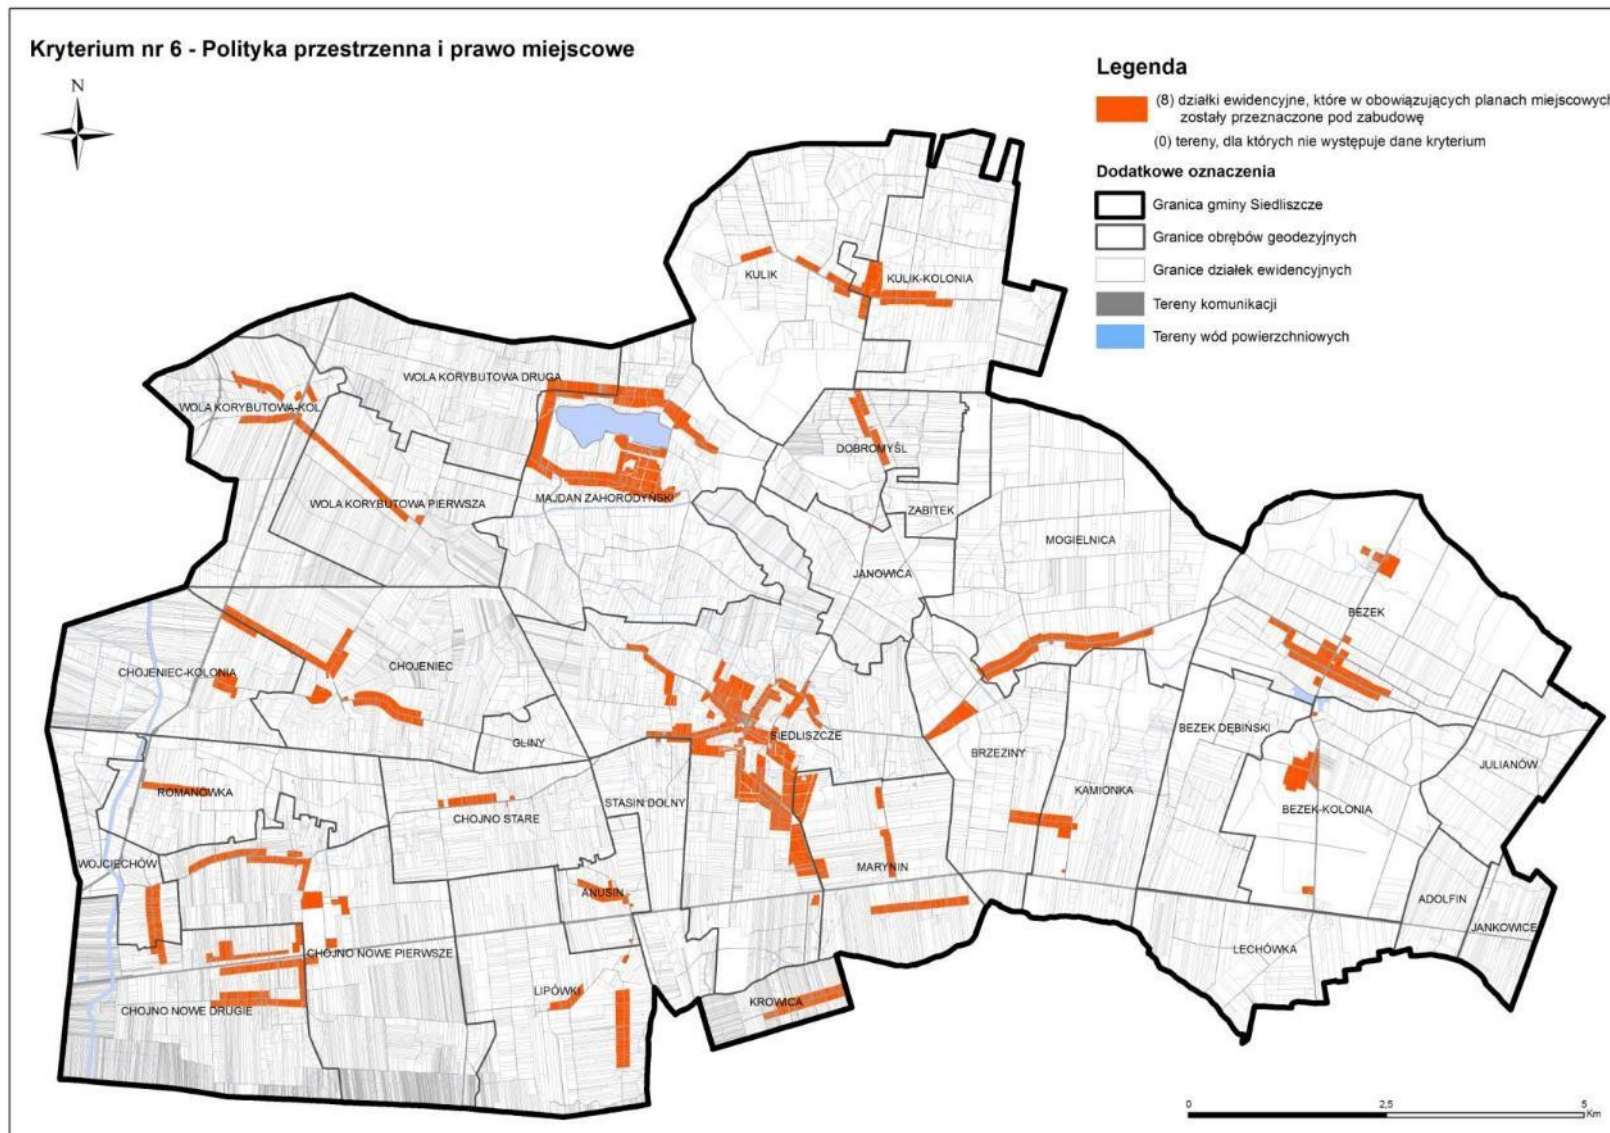 Kryterium nr 6 - Polityka przestrzenna i prawo miejscowe
N
Legenda
(8) działki ewidencyjne, które w obowiązujących planach miejscowych
zostały przeznaczone pod zabudowę
(0) tereny, dla których nie występuje dane kryterium
Dodatkowe oznaczenia
Granica gminy Siedliszcze
Granice obrębów geodezyjnych
Granice działek ewidencyjnych
Tereny komunikacji
Tereny wód powierzchniowych
KULIK
KULIK-KOLONIA
WOLA KORYBUTOWA DRUGA
WOLA KORYBUTOWA-KOL
DOBROMYŚL
WOLA KORYBUTOWA PIERWSZA
MAJDAN ZAHORODYŃSKI
ZABITEK
MOGIELNICA
JANOWICA
BEZEK
CHOJENIEC-KOLONIA
CHOJENIEC
GLINY
SIEDLISZCZE
BRZEZINY
BEZEK DĘBIŃSKI
JULIANÓW
ROMANÓWKA
CHOJNO STARE
STASIN DOLNY
KAMIONKA
BEZEK-KOLONIA
WOJCIECHÓW
MARYNIN
ANUSIN
ADOLFIN
JANKOWICE
CHOJNO NOWE PIERWSZE
LECHÓWKA
LIPÓWKI
KROWICA
CHOJNO NOWE DRUGIE
0 2,5 5
Km